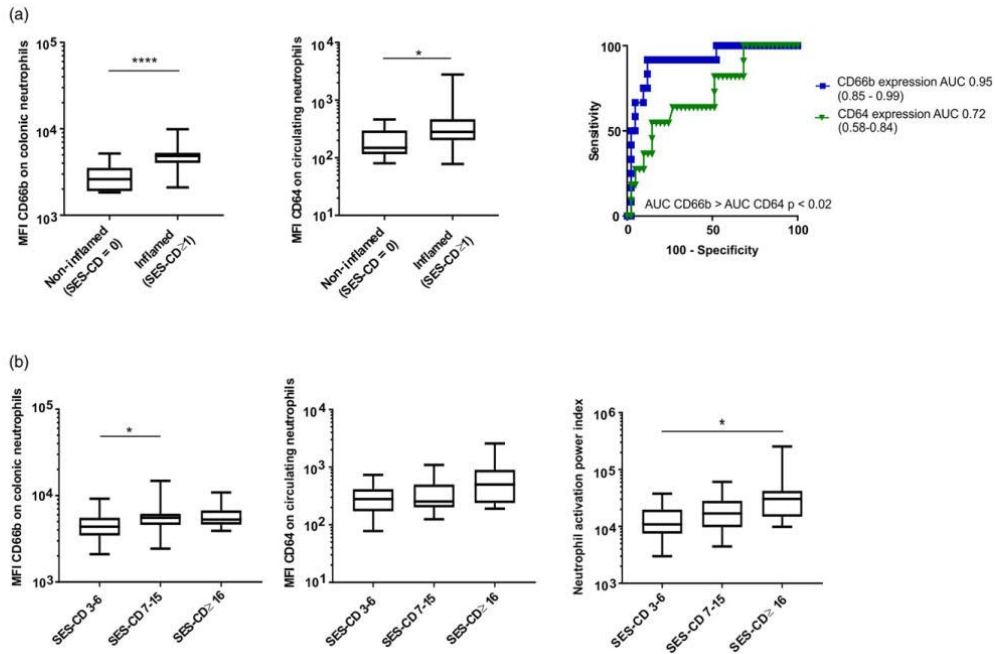 (a)
MFI CD66b on colonic neutrophils
10⁵
10⁴
10³
****
Non-inflamed
(SES-CD = 0)
Inflamed
(SES-CD≥1)
MFI CD64 on circulating neutrophils
10⁴
10³
10²
10¹
*
Non-inflamed
(SES-CD = 0)
Inflamed
(SES-CD≥1)
Sensitivity
100
50
0
AUC CD66b > AUC CD64 p < 0.02
0
50
100
100 - Specificity
CD66b expression AUC 0.95
(0.85 - 0.99)
CD64 expression AUC 0.72
(0.58-0.84)
(b)
MFI CD66b on colonic neutrophils
10⁵
10⁴
10³
*
SES-CD 3-6
SES-CD 7-15
SES-CD≥ 16
MFI CD64 on circulating neutrophils
10⁴
10³
10²
10¹
SES-CD 3-6
SES-CD 7-15
SES-CD≥ 16
Neutrophil activation power index
10⁶
10⁵
10⁴
10³
*
SES-CD 3-6
SES-CD 7-15
SES-CD≥ 16